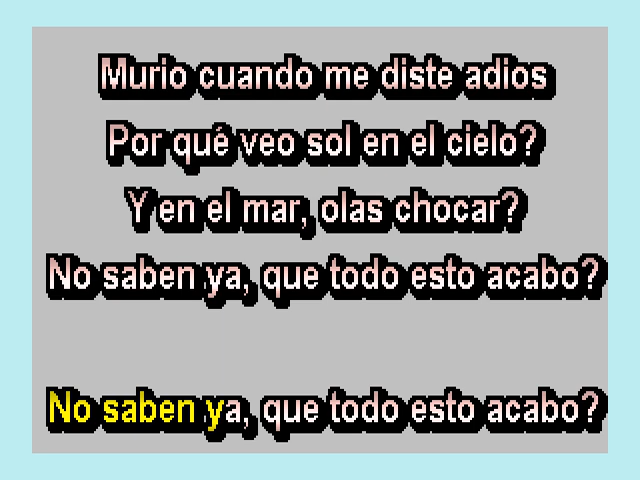 Murio cuando me diste adios
Por qué veo sol en el cielo?
Y en el mar, olas chocar?
No saben ya, que todo esto acabo?
No saben ya, que todo esto acabo?